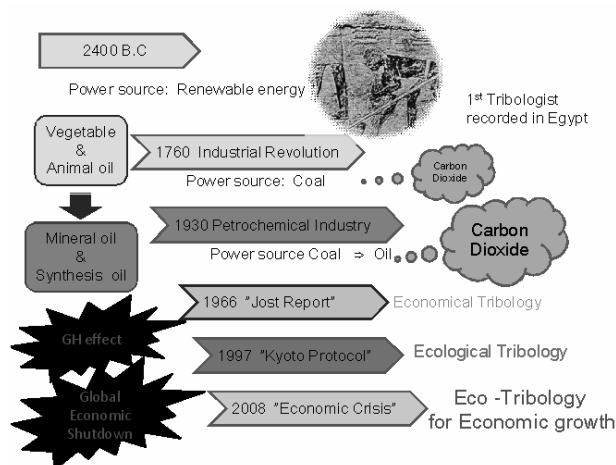 2400 B.C
Power source: Renewable energy
1st Tribologist
recorded in Egypt
Vegetable
&
Animal oil
1760 Industrial Revolution
Power source: Coal
Carbon
Dioxide
Mineral oil
&
Synthesis oil
1930 Petrochemical Industry
Power source Coal ⇒ Oil
Carbon
Dioxide
1966 "Jost Report"
Economical Tribology
GH effect
1997 "Kyoto Protocol"
Ecological Tribology
Global
Economic
Shutdown
2008 "Economic Crisis"
Eco -Tribology
for Economic growth